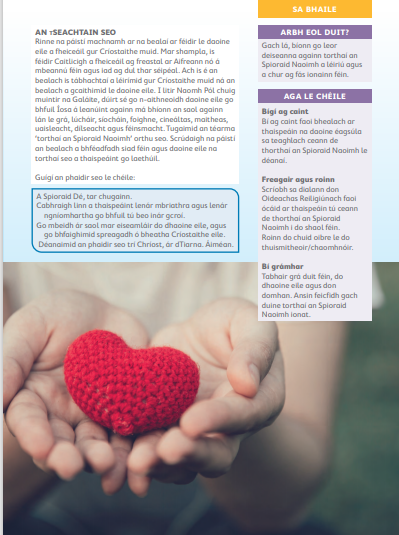 AN tSEACHTAIN SEO
Rinne na páistí machnamh ar na bealaí ar féidir le daoine
eile a fheiceáil gur Críostaithe muid. Mar shampla, is
féidir Caitlicigh a fheiceáil ag freastal ar Aifreann nó á
mbeannú féin agus iad ag dul thar séipéal. Ach is é an
bealach is tábhachtaí a léirímid gur Críostaithe muid ná an
bealach a gcaithimid le daoine eile. I litir Naomh Pól chuig
muintir na Galáite, dúirt sé go n-aithneoidh daoine eile go
bhfuil Íosa á leanúint againn má bhíonn an saol againn
lán le grá, lúcháir, síocháin, foighne, cineáltas, maitheas,
uaisleacht, dílseacht agus féinsmacht. Tugaimid an téarma
'torthaí an Spioraid Naoimh' orthu seo. Scrúdaigh na páistí
an bealach a bhféadfadh siad féin agus daoine eile na
torthaí seo a thaispeáint go laethúil.
Guígí an phaidir seo le chéile:
A Spioraid Dé, tar chugainn.
Cabhraigh linn a thaispeáint lenár mbriathra agus lenár
ngníomhartha go bhfuil tú beo inár gcroí.
Go mbeidh ár saol mar eiseamláir do dhaoine eile, agus
go bhfaighimid spreagadh ó bheatha Críostaithe eile.
Déanaimid an phaidir seo trí Chríost, ár dTiarna. Áiméan.
SA BHAILE
ARBH EOL DUIT?
Gach lá, bíonn go leor
deiseanna againn torthaí an
Spioraid Naoimh a léiriú agus
a chur ag fás ionainn féin.
AGA LE CHÉILE
Bígí ag caint
Bí ag caint faoi bhealach ar
thaispeáin na daoine éagsúla
sa teaghlach ceann de
thorthaí an Spioraid Naoimh le
déanaí.
Freagair agus roinn
Scríobh sa dialann don
Oideachas Reiligiúnach faoi
ócáid ar thaispeáin tú ceann
de thorthaí an Spioraid
Naoimh i do shaol féin.
Roinn do chuid oibre le do
thuismitheoir/chaomhnóir.
Bí grámhar
Tabhair grá duit féin, do
dhaoine eile agus don
domhan. Ansin feicfidh gach
duine torthaí an Spioraid
Naoimh ionat.